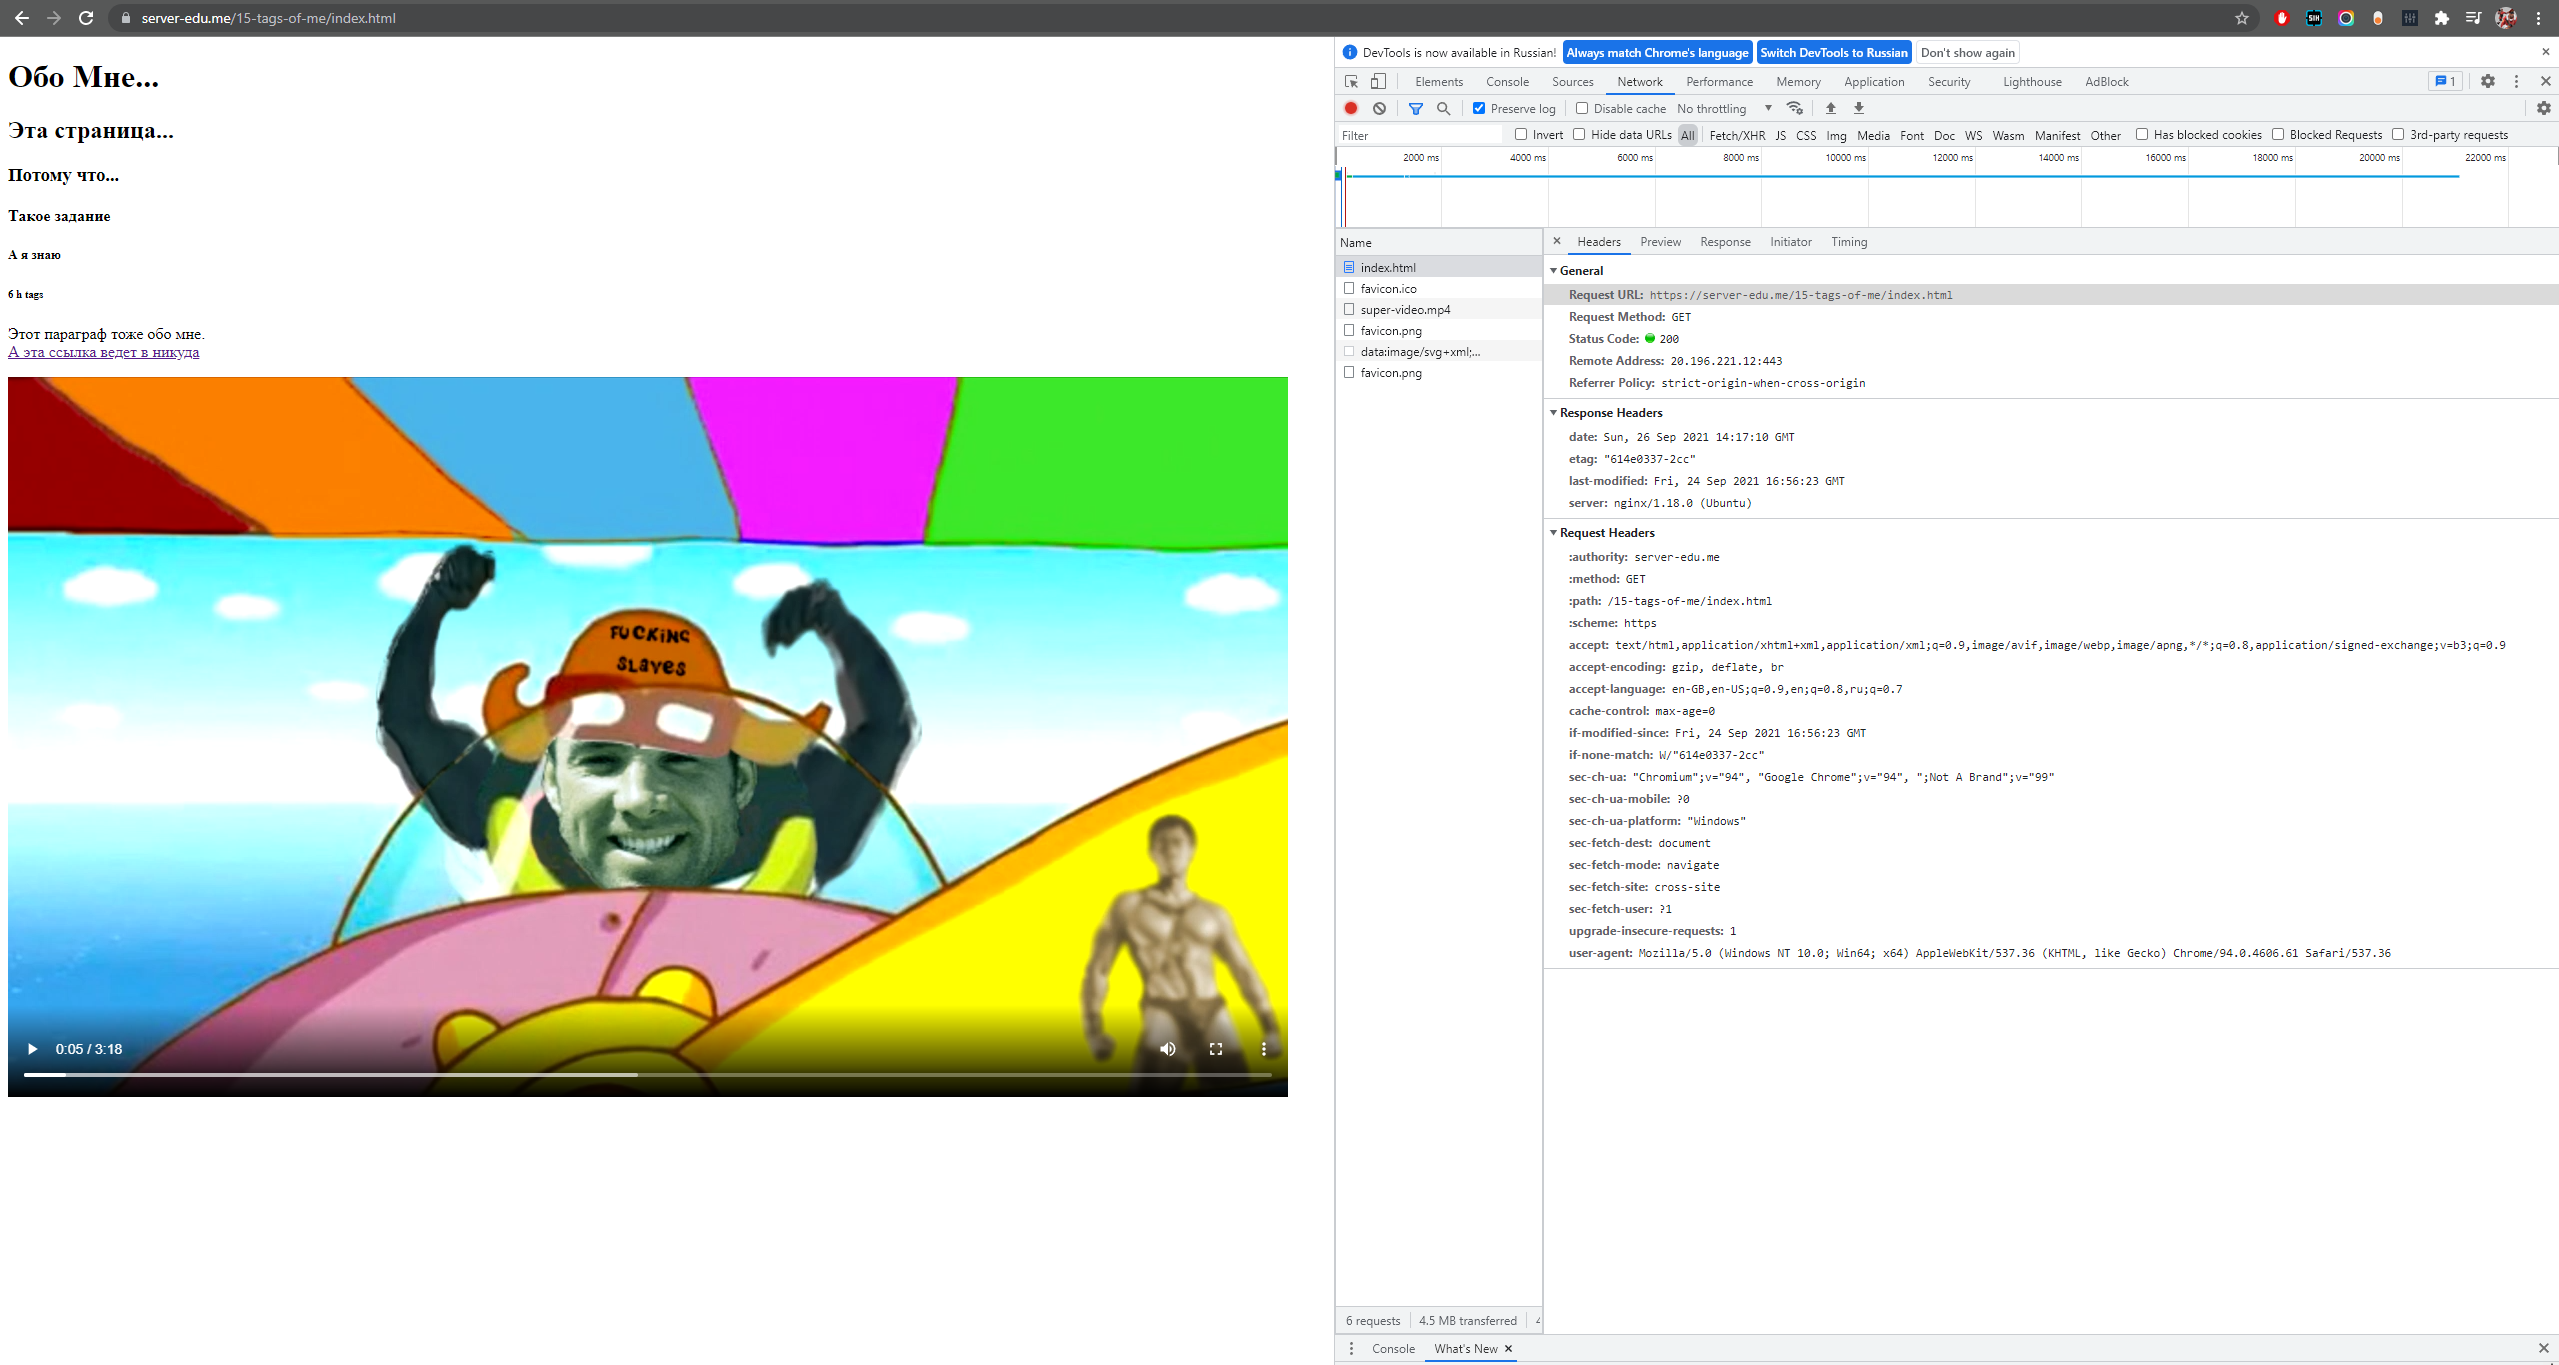 server-edu.me/15-tags-of-me/index.html
Обо Мне...
Эта страница...
Потому что...
Такое задание
А я знаю
6 h tags
Этот параграф тоже обо мне.
А эта ссылка ведет в никуда
FUCKING
SLAVES
0:05 / 3:18
DevTools is now available in Russian! Always match Chrome's language Switch DevTools to Russian Don't show again
Elements Console Sources Network Performance Memory Application Security Lighthouse AdBlock 1
Preserve log Disable cache No throttling
Filter Invert Hide data URLs All Fetch/XHR JS CSS Img Media Font Doc WS Wasm Manifest Other Has blocked cookies Blocked Requests 3rd-party requests
2000 ms 4000 ms 6000 ms 8000 ms 10000 ms 12000 ms 14000 ms 16000 ms 18000 ms 20000 ms 22000 ms
Name
index.html
favicon.ico
super-video.mp4
favicon.png
data:image/svg+xml;...
favicon.png
Headers Preview Response Initiator Timing
General
Request URL: https://server-edu.me/15-tags-of-me/index.html
Request Method: GET
Status Code: 200
Remote Address: 20.196.221.12:443
Referrer Policy: strict-origin-when-cross-origin
Response Headers
date: Sun, 26 Sep 2021 14:17:10 GMT
etag: "614e0337-2cc"
last-modified: Fri, 24 Sep 2021 16:56:23 GMT
server: nginx/1.18.0 (Ubuntu)
Request Headers
:authority: server-edu.me
:method: GET
:path: /15-tags-of-me/index.html
:scheme: https
accept: text/html,application/xhtml+xml,application/xml;q=0.9,image/avif,image/webp,image/apng,*/*;q=0.8,application/signed-exchange;v=b3;q=0.9
accept-encoding: gzip, deflate, br
accept-language: en-GB,en-US;q=0.9,en;q=0.8,ru;q=0.7
cache-control: max-age=0
if-modified-since: Fri, 24 Sep 2021 16:56:23 GMT
if-none-match: W/"614e0337-2cc"
sec-ch-ua: "Chromium";v="94", "Google Chrome";v="94", ";Not A Brand";v="99"
sec-ch-ua-mobile: ?0
sec-ch-ua-platform: "Windows"
sec-fetch-dest: document
sec-fetch-mode: navigate
sec-fetch-site: cross-site
sec-fetch-user: ?1
upgrade-insecure-requests: 1
user-agent: Mozilla/5.0 (Windows NT 10.0; Win64; x64) AppleWebKit/537.36 (KHTML, like Gecko) Chrome/94.0.4606.61 Safari/537.36
6 requests 4.5 MB transferred
Console What's New